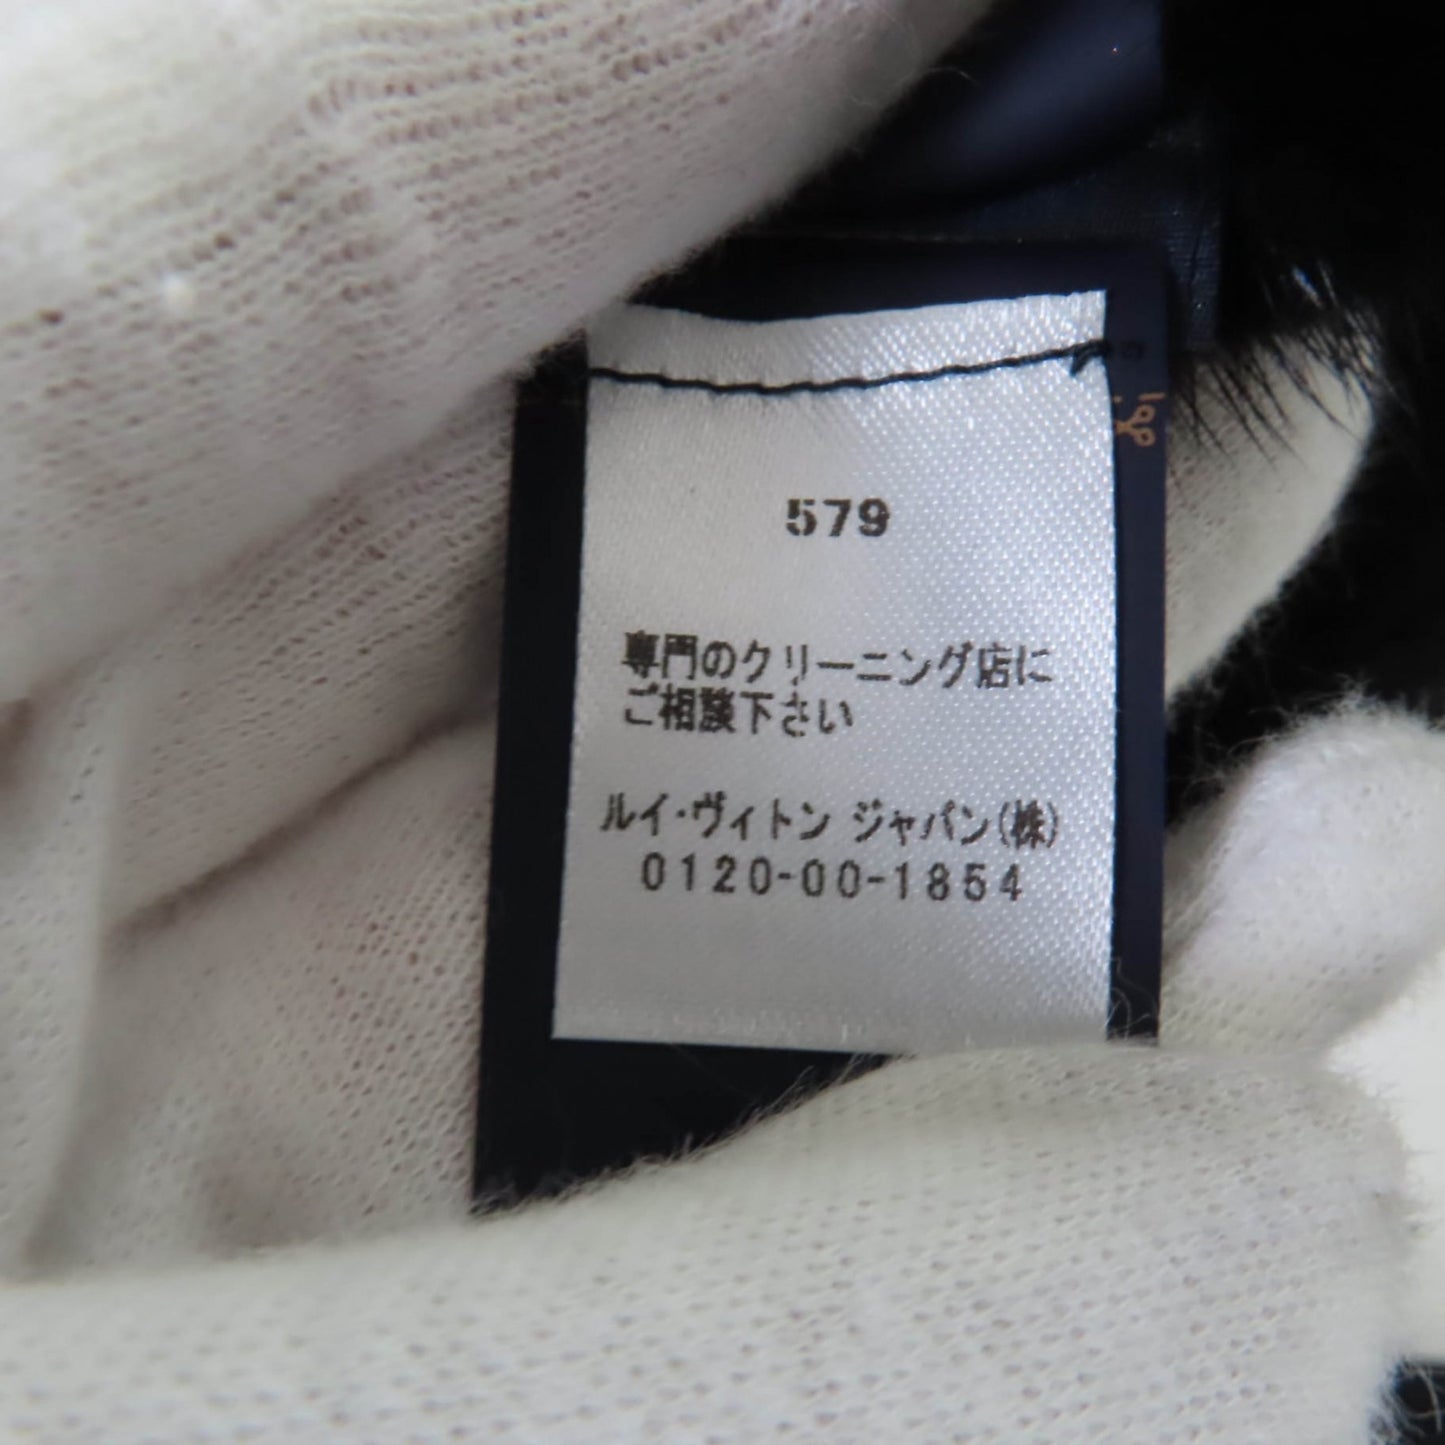 579
専門のクリーニング店に
ご相談下さい
ルイ・ヴィトン ジャパン(株)
0120-00-1854